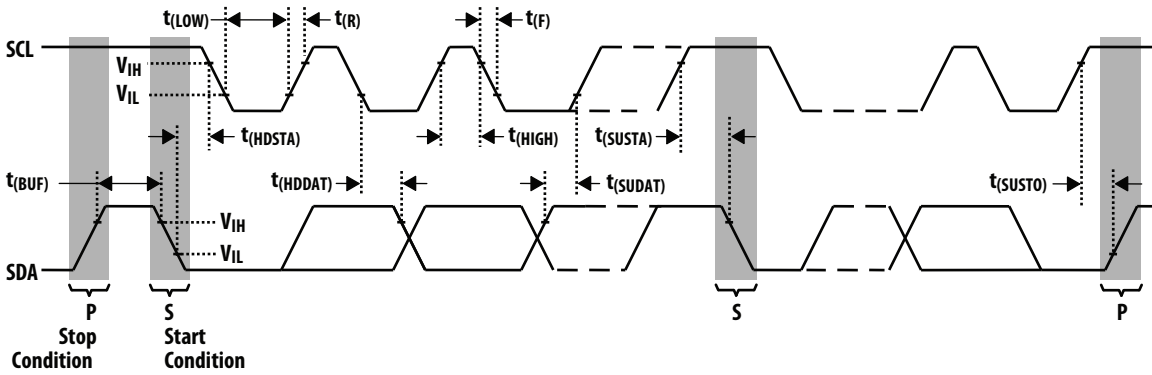 t(LOW) t(R) t(F)
SCL
VIH
VIL
t(HDSTA) t(HIGH) t(SUSTA)
t(BUF) t(HDDAT) t(SUDAT) t(SUSTO)
VIH
VIL
SDA
P S S P
Stop Start
Condition Condition